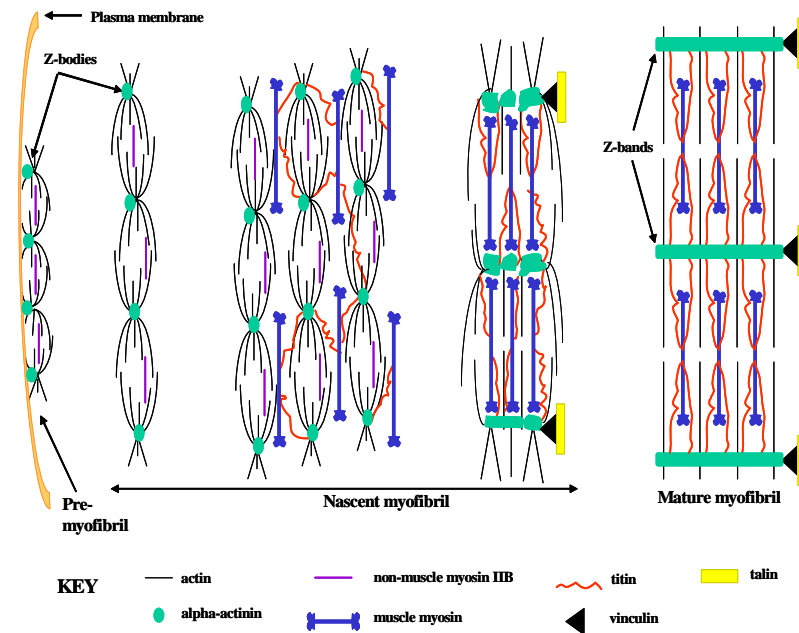 Plasma membrane
Z-bodies
Z-bands
Pre-
myofibril
Nascent myofibril
Mature myofibril
KEY
actin
non-muscle myosin IIB
titin
talin
alpha-actinin
muscle myosin
vinculin